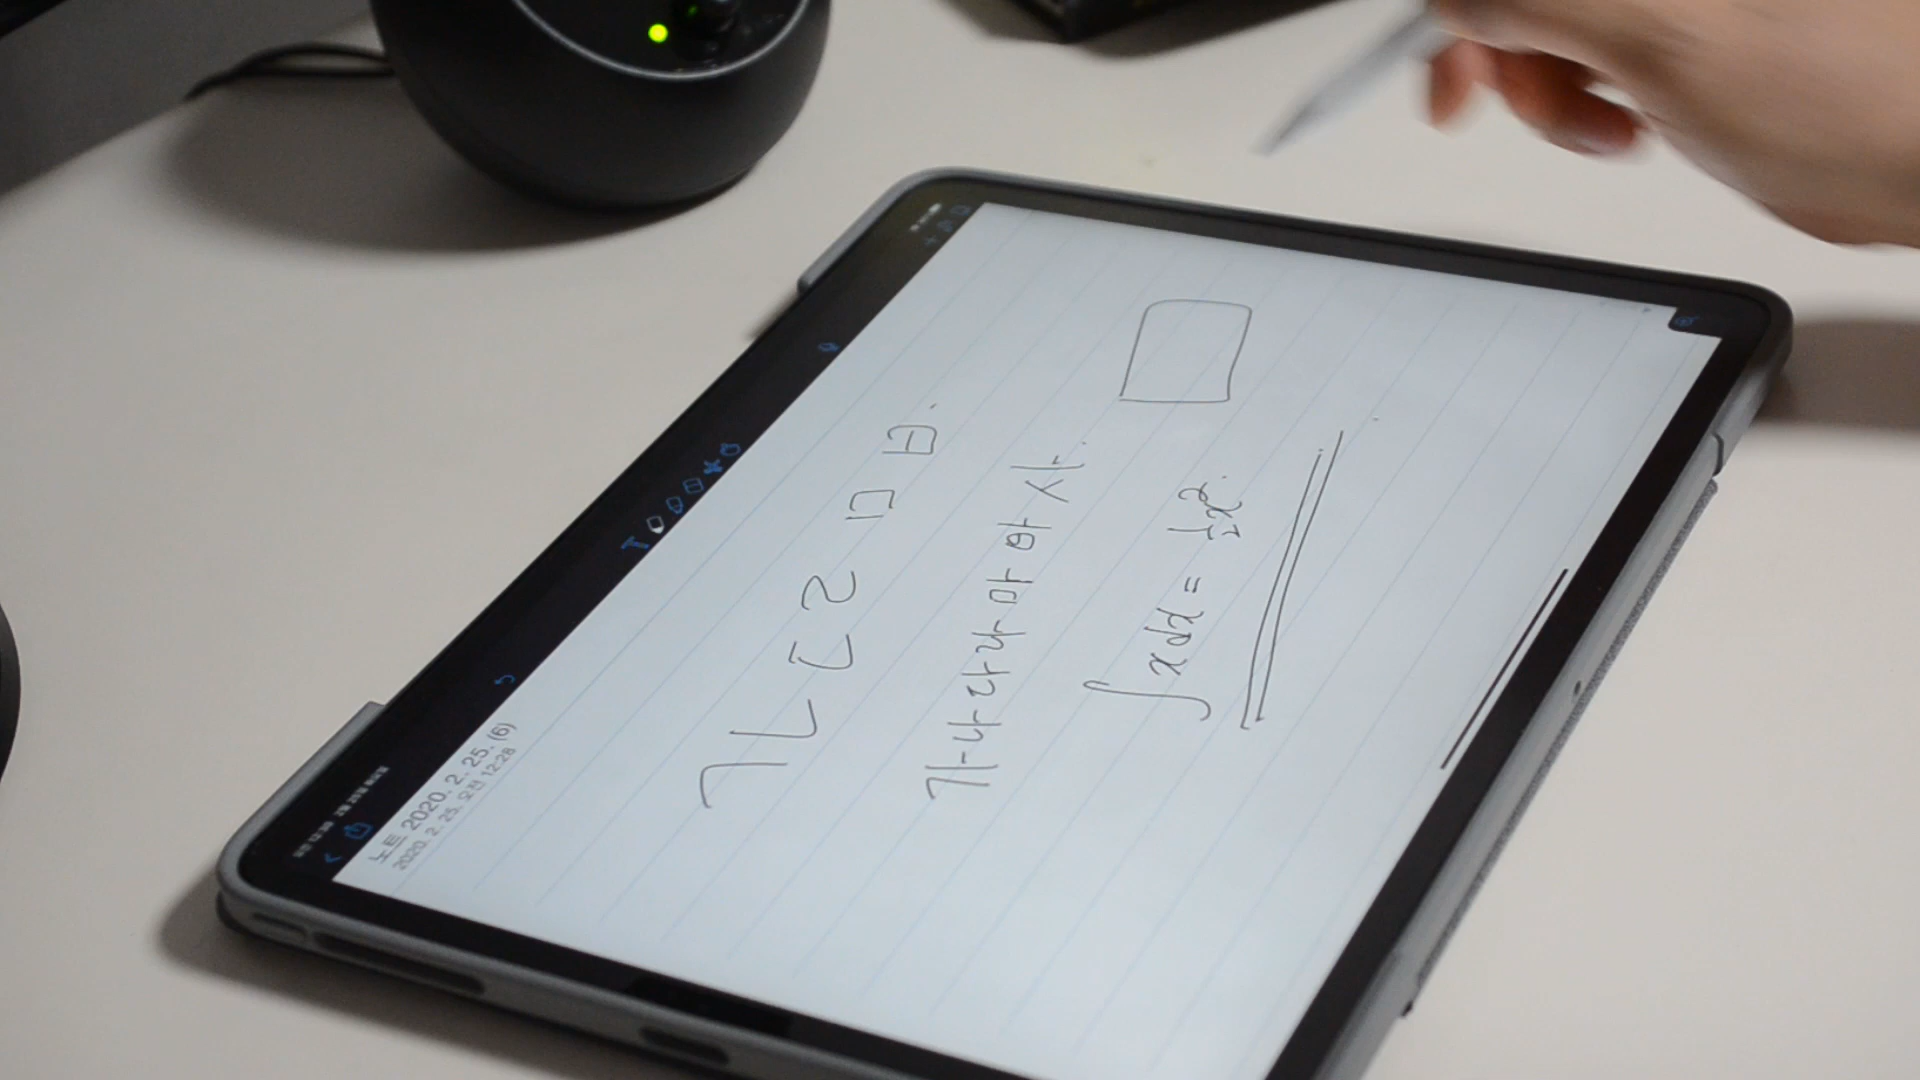 노트 2020. 2. 25. (6)
2020. 2. 25. 오전 12:28
ㄱㄴㄷㄹㅁㅂ.
가나다라마바사.
∫xdx = ½x².